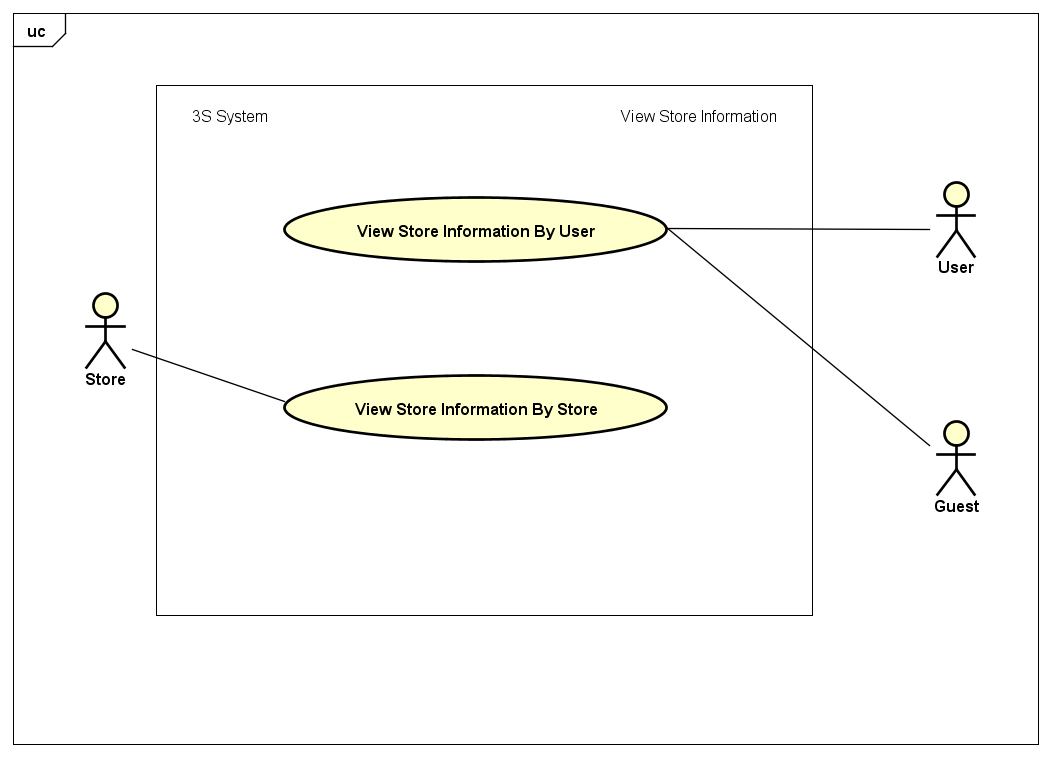 uc
3S System
View Store Information
View Store Information By User
User
Store
View Store Information By Store
Guest